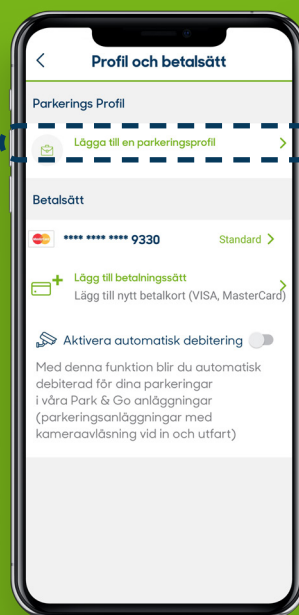 Profil och betalsätt
Parkerings Profil
Lägga till en parkeringsprofil
Betalsätt
**** **** **** 9330 Standard
Lägg till betalningssätt
Lägg till nytt betalkort (VISA, MasterCard)
Aktivera automatisk debitering
Med denna funktion blir du automatisk
debiterad för dina parkeringar
i våra Park & Go anläggningar
(parkeringsanläggningar med
kameraavläsning vid in och utfart)